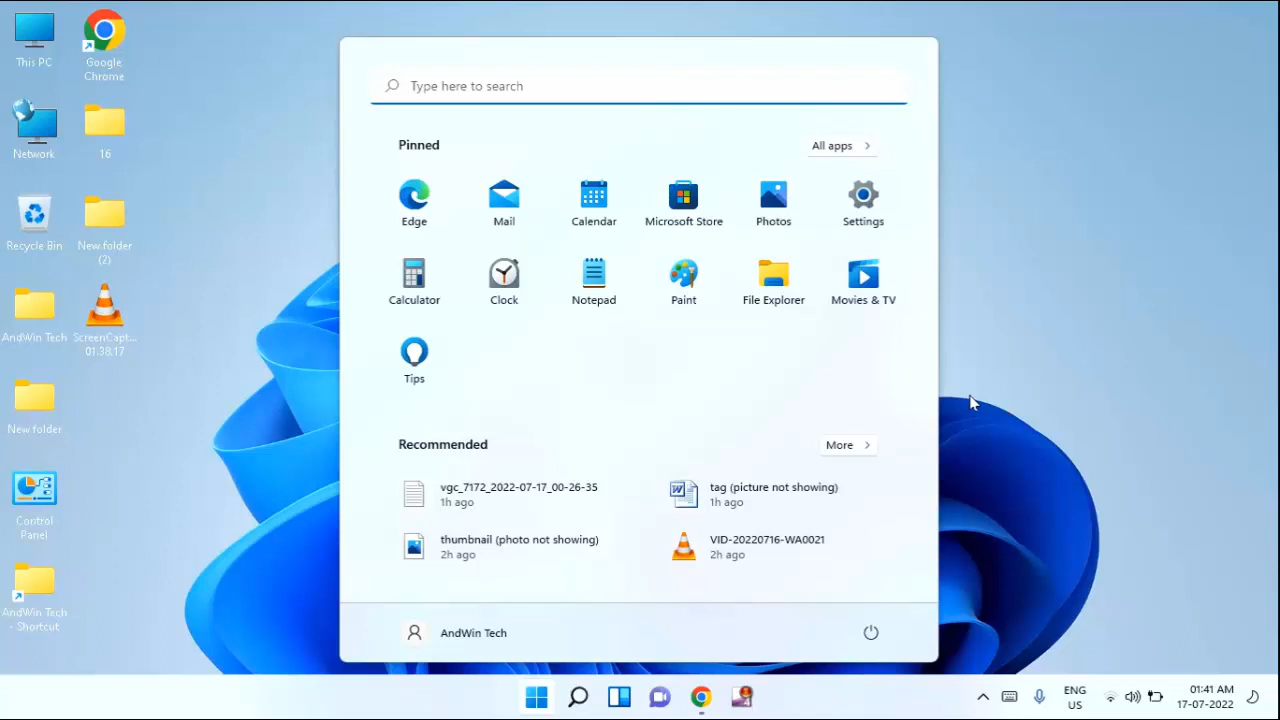 This PC
Google
Chrome
Network
16
Recycle Bin
New folder
(2)
AndWin Tech
ScreenCapt...
01.38.17
New folder
Control
Panel
AndWin Tech
- Shortcut
Type here to search
Pinned
All apps
Edge
Mail
Calendar
Microsoft Store
Photos
Settings
Calculator
Clock
Notepad
Paint
File Explorer
Movies & TV
Tips
Recommended
More
vgc_7172_2022-07-17_00-26-35
1h ago
tag (picture not showing)
1h ago
thumbnail (photo not showing)
2h ago
VID-20220716-WA0021
2h ago
AndWin Tech
ENG
US
01:41 AM
17-07-2022